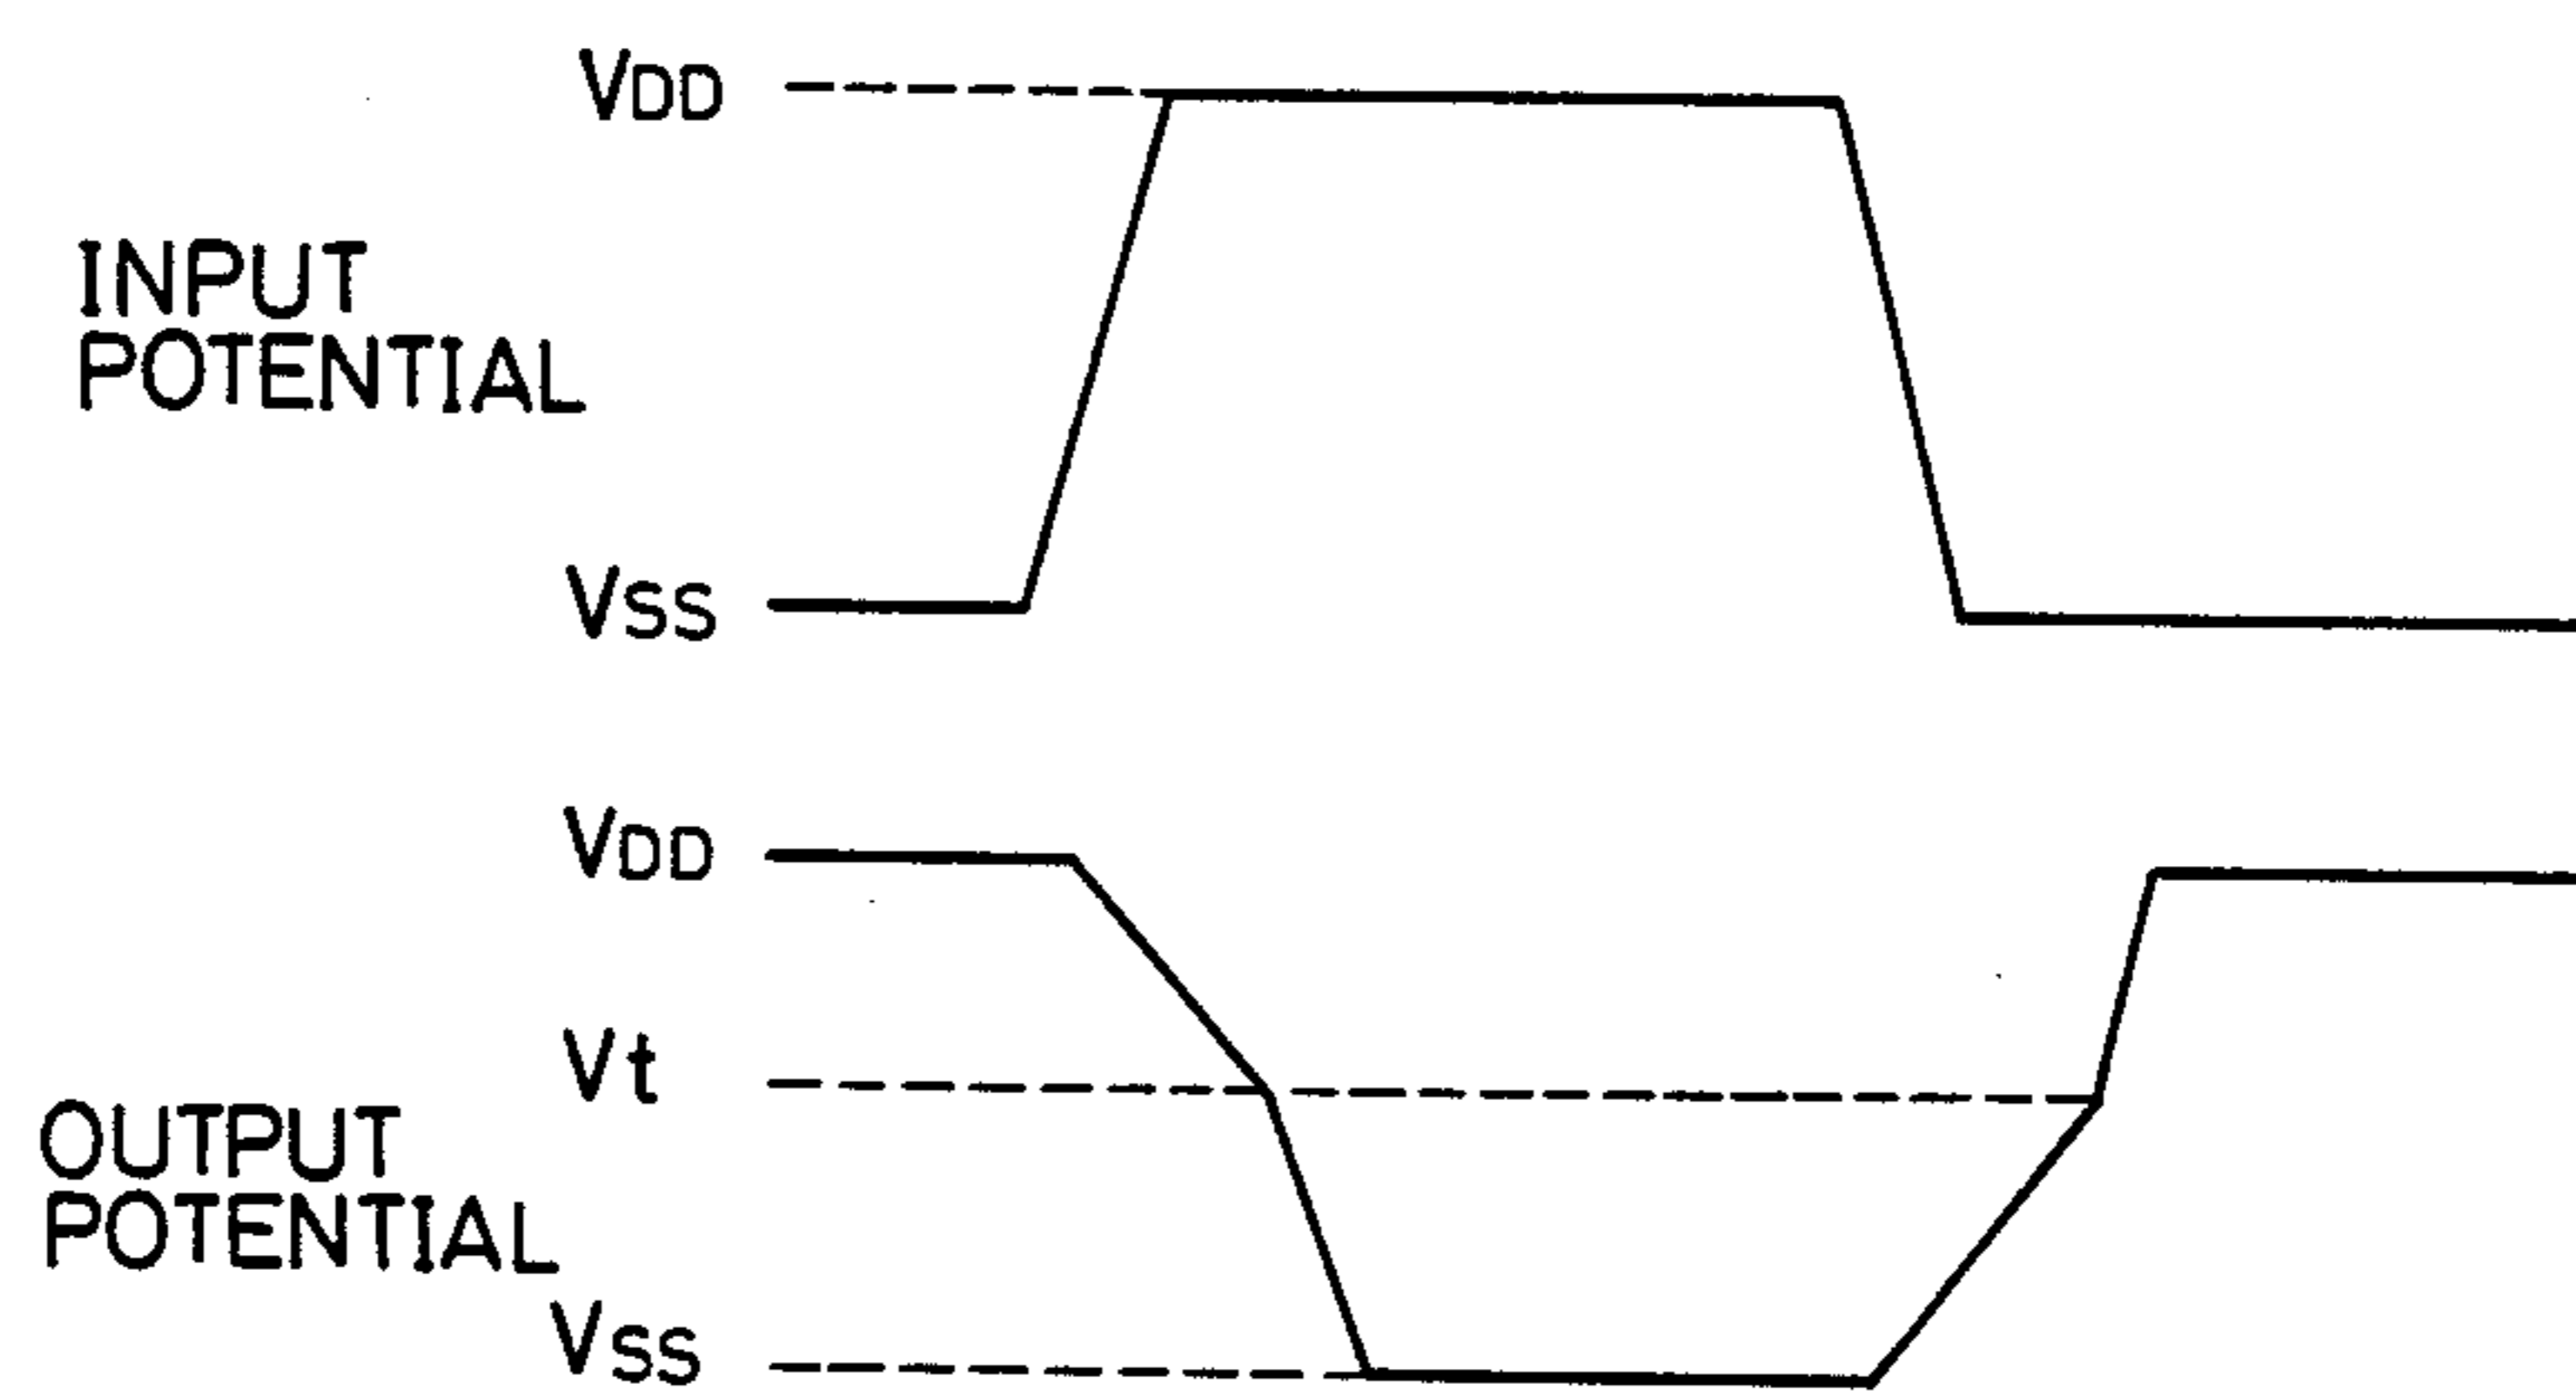 VDD
INPUT
POTENTIAL
VSS
VDD
Vt
OUTPUT
POTENTIAL
VSS